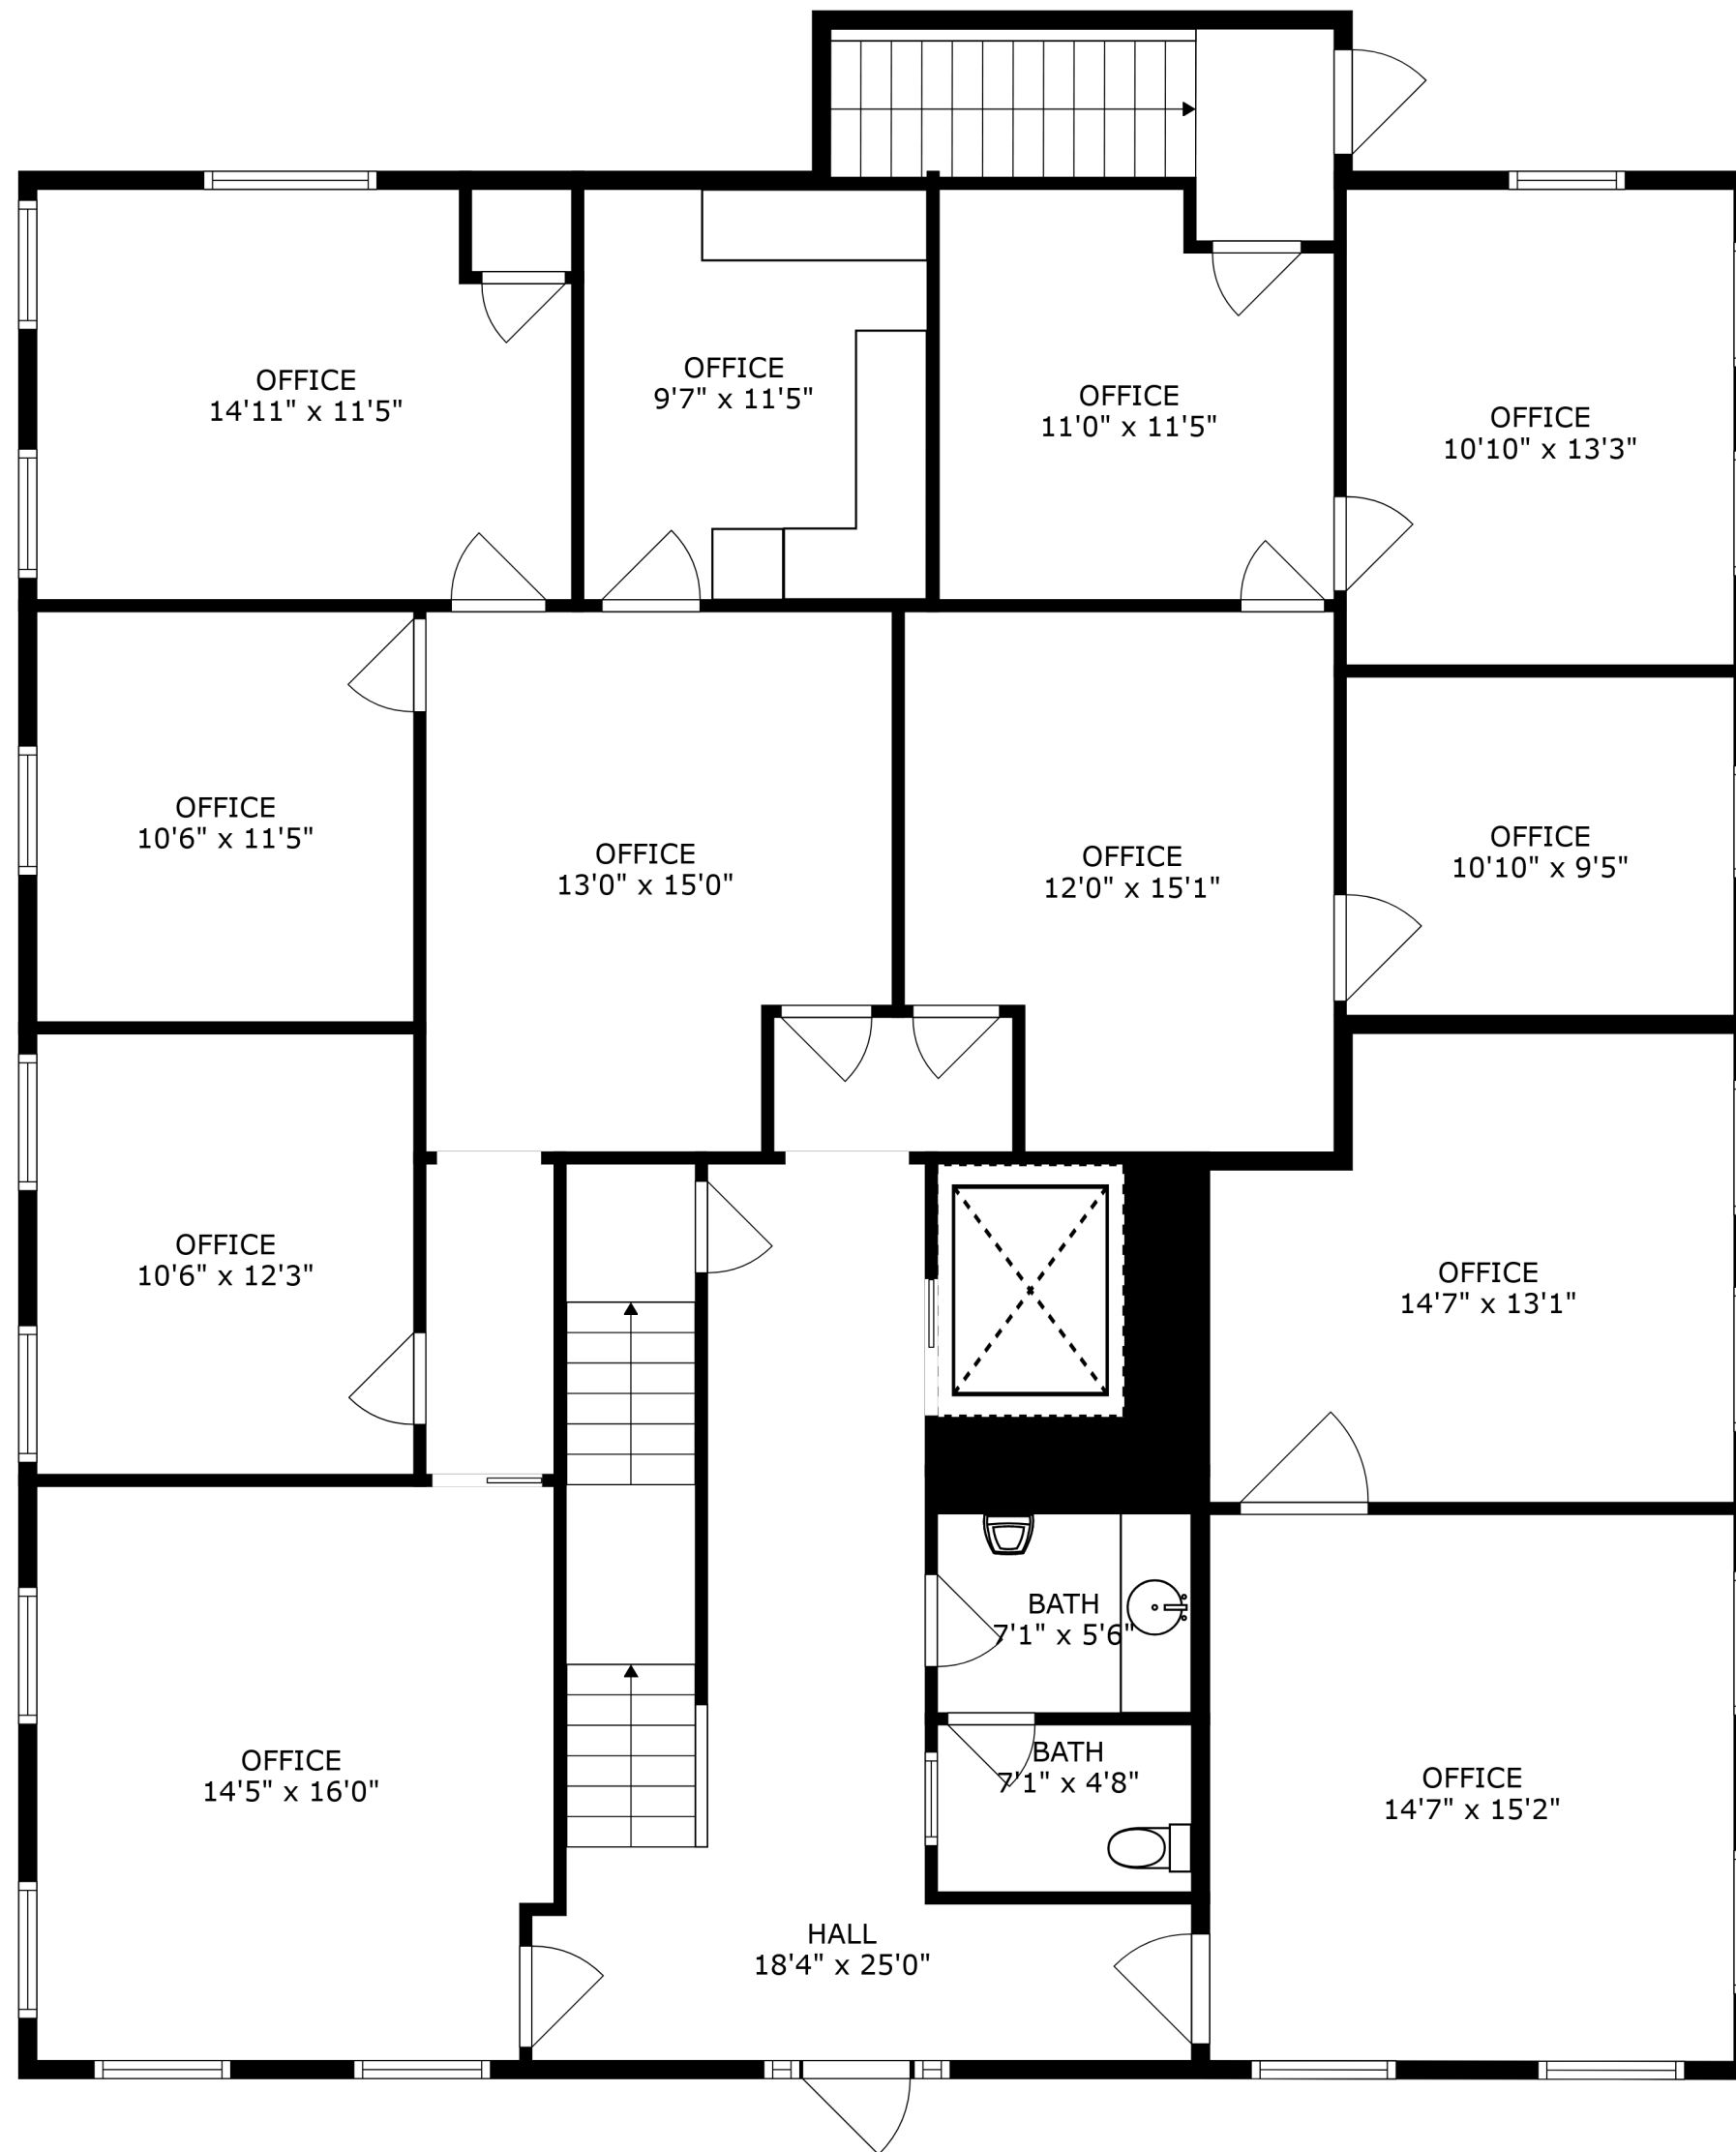 OFFICE
14'11" x 11'5"
OFFICE
9'7" x 11'5"
OFFICE
11'0" x 11'5"
OFFICE
10'10" x 13'3"
OFFICE
10'6" x 11'5"
OFFICE
13'0" x 15'0"
OFFICE
12'0" x 15'1"
OFFICE
10'10" x 9'5"
OFFICE
10'6" x 12'3"
OFFICE
14'7" x 13'1"
BATH
7'1" x 5'6"
BATH
7'1" x 4'8"
OFFICE
14'5" x 16'0"
OFFICE
14'7" x 15'2"
HALL
18'4" x 25'0"